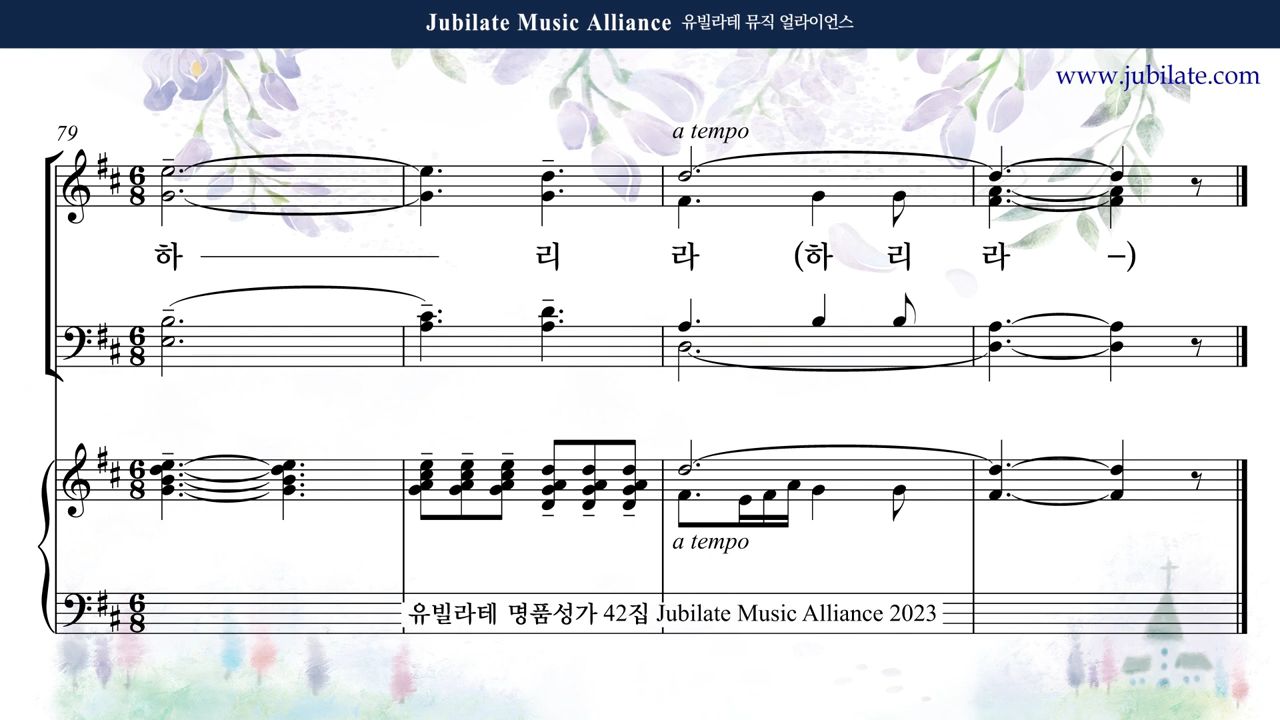 Jubilate Music Alliance 유빌라테 뮤직 얼라이언스
www.jubilate.com
79
a tempo
하 리 라 (하 리 라 –)
a tempo
유빌라테 명품성가 42집 Jubilate Music Alliance 2023